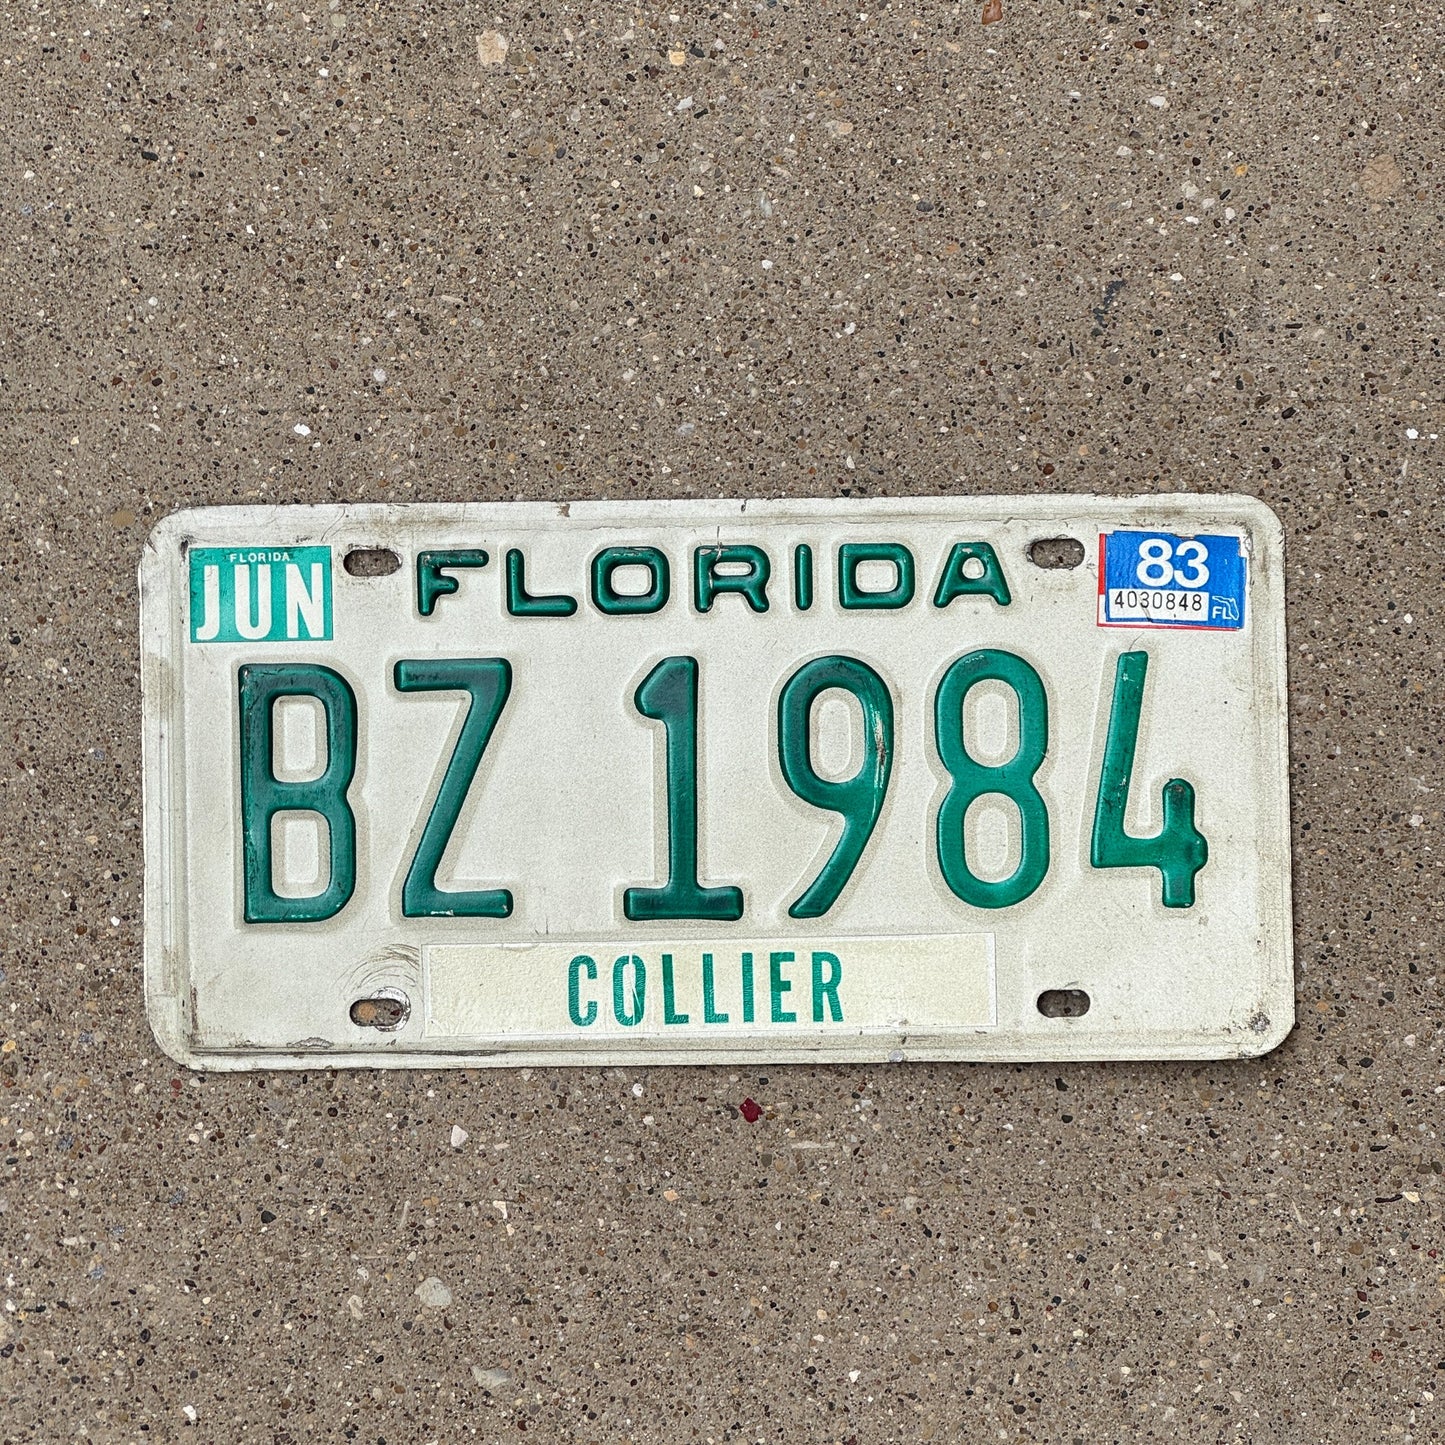 FLORIDA
JUN
FLORIDA
83
4030848 FL
BZ 1984
COLLIER